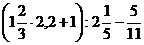 (1 2/3 - 2,2 + 1) : 2 1/5 - 5/11